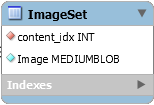 ImageSet
content_idx INT
Image MEDIUMBLOB
Indexes